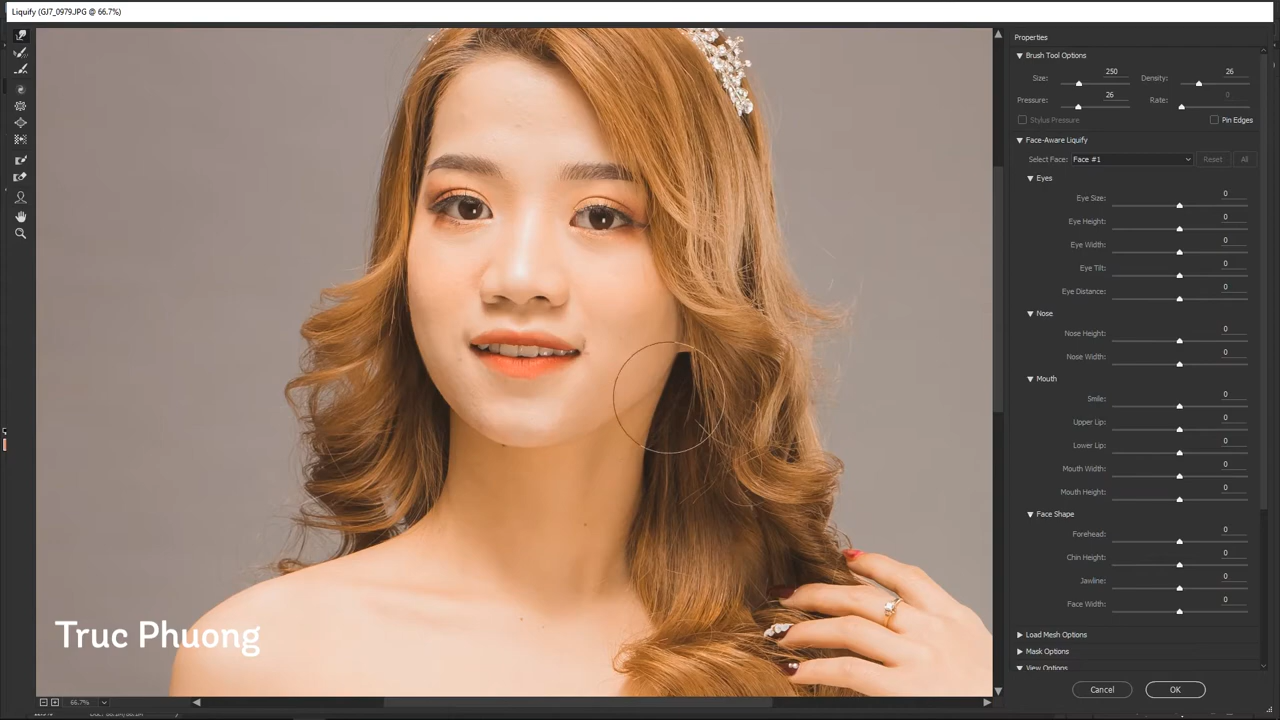 Liquify (GJ7_0979.JPG @ 66.7%)
Properties
Brush Tool Options
Size: 250 Density: 26
Pressure: 26 Rate: 0
Stylus Pressure Pin Edges
Face-Aware Liquify
Select Face: Face #1 Reset All
Eyes
Eye Size: 0
Eye Height: 0
Eye Width: 0
Eye Tilt: 0
Eye Distance: 0
Nose
Nose Height: 0
Nose Width: 0
Mouth
Smile: 0
Upper Lip: 0
Lower Lip: 0
Mouth Width: 0
Mouth Height: 0
Face Shape
Forehead: 0
Chin Height: 0
Jawline: 0
Face Width: 0
Load Mesh Options
Mask Options
View Options
Truc Phuong
Cancel OK
66.7%